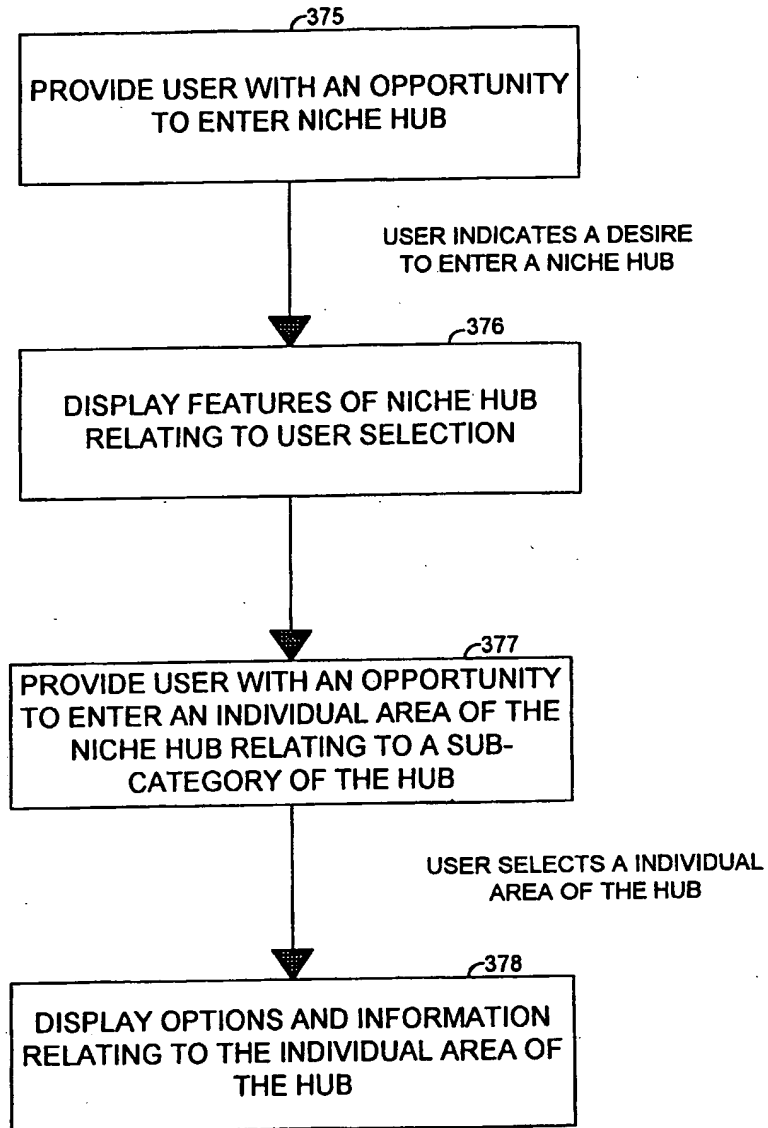 375
PROVIDE USER WITH AN OPPORTUNITY
TO ENTER NICHE HUB
USER INDICATES A DESIRE
TO ENTER A NICHE HUB
376
DISPLAY FEATURES OF NICHE HUB
RELATING TO USER SELECTION
377
PROVIDE USER WITH AN OPPORTUNITY
TO ENTER AN INDIVIDUAL AREA OF THE
NICHE HUB RELATING TO A SUB-
CATEGORY OF THE HUB
USER SELECTS A INDIVIDUAL
AREA OF THE HUB
378
DISPLAY OPTIONS AND INFORMATION
RELATING TO THE INDIVIDUAL AREA OF
THE HUB